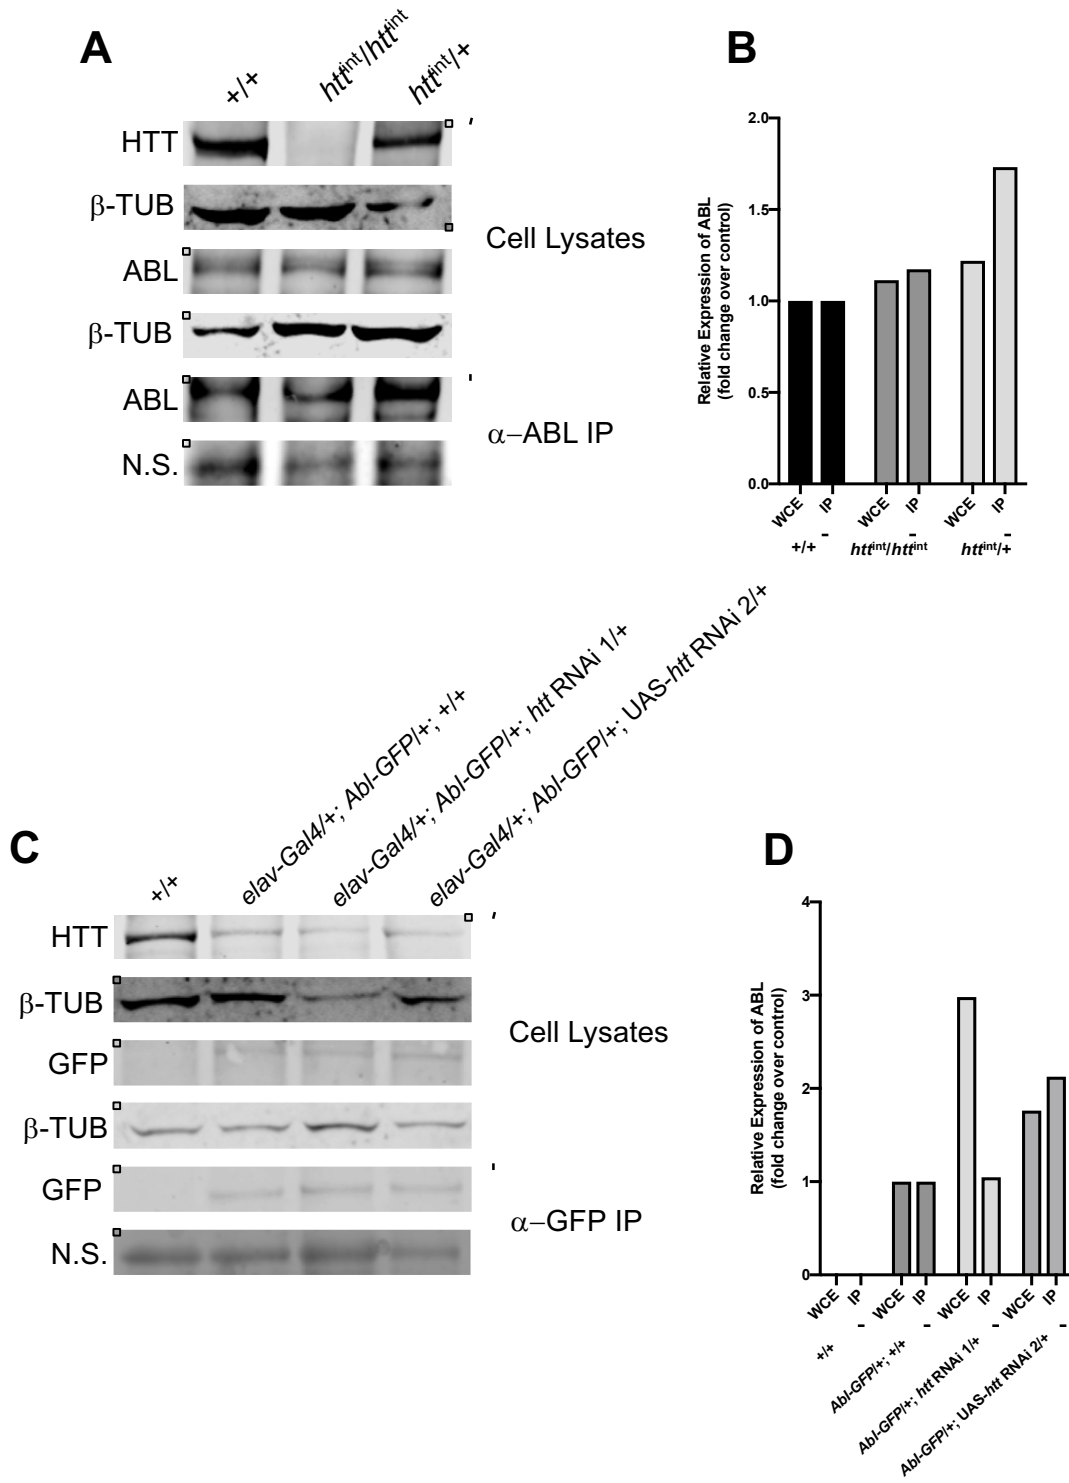 A
+/+
htt^int/htt^int
htt^int/+
HTT
β-TUB
ABL
β-TUB
ABL
N.S.
Cell Lysates
α–ABL IP
B
Relative Expression of ABL
(fold change over control)
2.0
1.5
1.0
0.5
0.0
WCE IP WCE IP WCE IP
+/+ htt^int/htt^int htt^int/+
C
+/+
elav-Gal4/+; Abl-GFP/+; +/+
elav-Gal4/+; Abl-GFP/+; htt RNAi 1/+
elav-Gal4/+; Abl-GFP/+; UAS-htt RNAi 2/+
HTT
β-TUB
GFP
β-TUB
GFP
N.S.
Cell Lysates
α–GFP IP
D
Relative Expression of ABL
(fold change over control)
4
3
2
1
0
WCE IP WCE IP WCE IP WCE IP
+/+
Abl-GFP/+; +/+
Abl-GFP/+; htt RNAi 1/+
Abl-GFP/+; UAS-htt RNAi 2/+